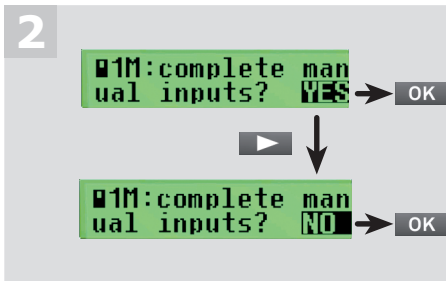 2
1M:complete man
ual inputs? YES
OK
1M:complete man
ual inputs? NO
OK